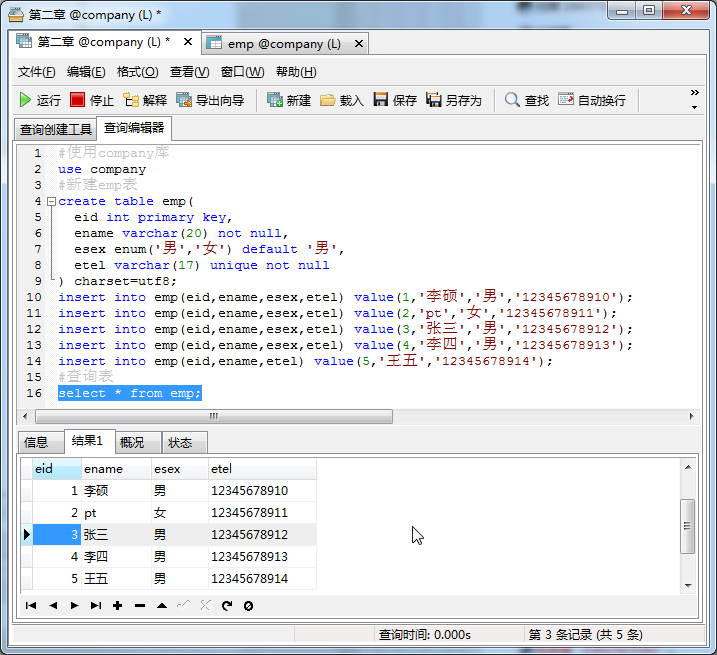 第二章 @company (L) *
第二章 @company (L) * emp @company (L)
文件(F) 编辑(E) 格式(O) 查看(V) 窗口(W) 帮助(H)
运行 停止 解释 导出向导 新建 载入 保存 另存为 查找 自动换行
查询创建工具 查询编辑器
1 #使用company库
2 use company
3 #新建emp表
4 create table emp(
5 eid int primary key,
6 ename varchar(20) not null,
7 esex enum('男','女') default '男',
8 etel varchar(17) unique not null
9 ) charset=utf8;
10 insert into emp(eid,ename,esex,etel) value(1,'李硕','男','12345678910');
11 insert into emp(eid,ename,esex,etel) value(2,'pt','女','12345678911');
12 insert into emp(eid,ename,esex,etel) value(3,'张三','男','12345678912');
13 insert into emp(eid,ename,esex,etel) value(4,'李四','男','12345678913');
14 insert into emp(eid,ename,etel) value(5,'王五','12345678914');
15 #查询表
16 select * from emp;
信息 结果1 概况 状态
eid ename esex etel
1 李硕 男 12345678910
2 pt 女 12345678911
3 张三 男 12345678912
4 李四 男 12345678913
5 王五 男 12345678914
查询时间: 0.000s 第 3 条记录 (共 5 条)